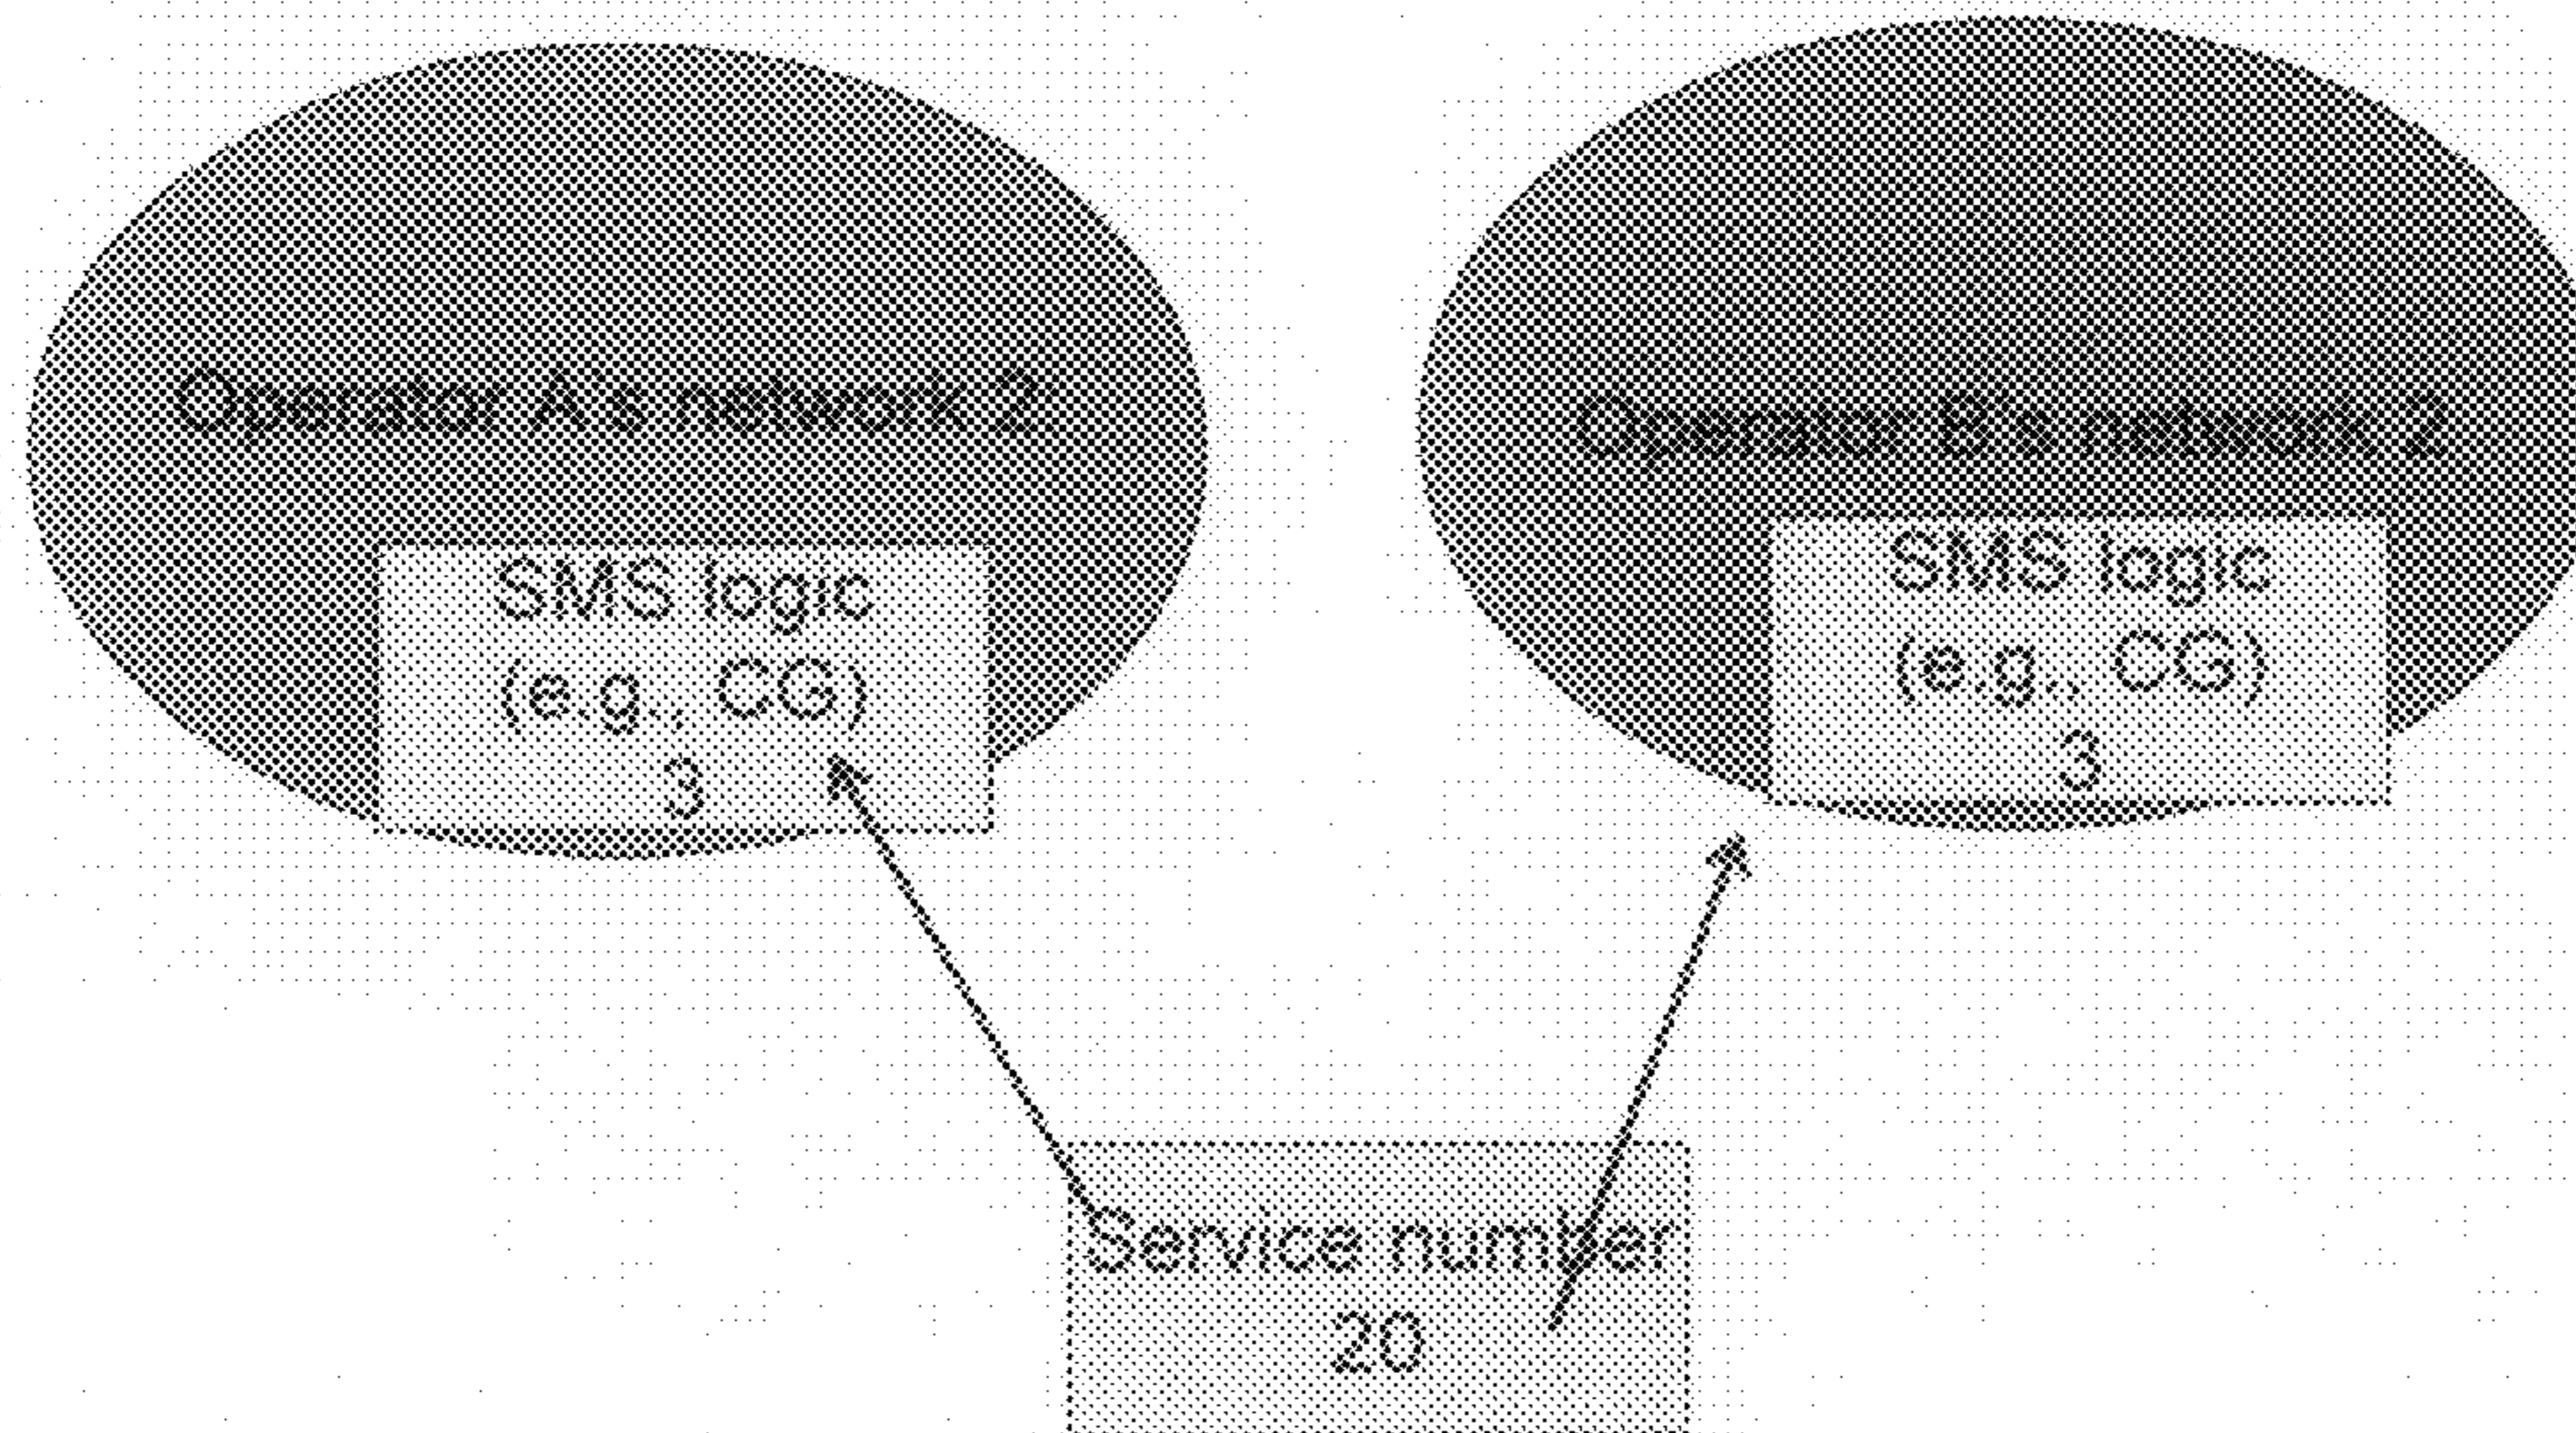 Operator A's network 2
Operator B's network 2
SMS logic
(e.g., CG)
3
SMS logic
(e.g., CG)
3
Service number
20